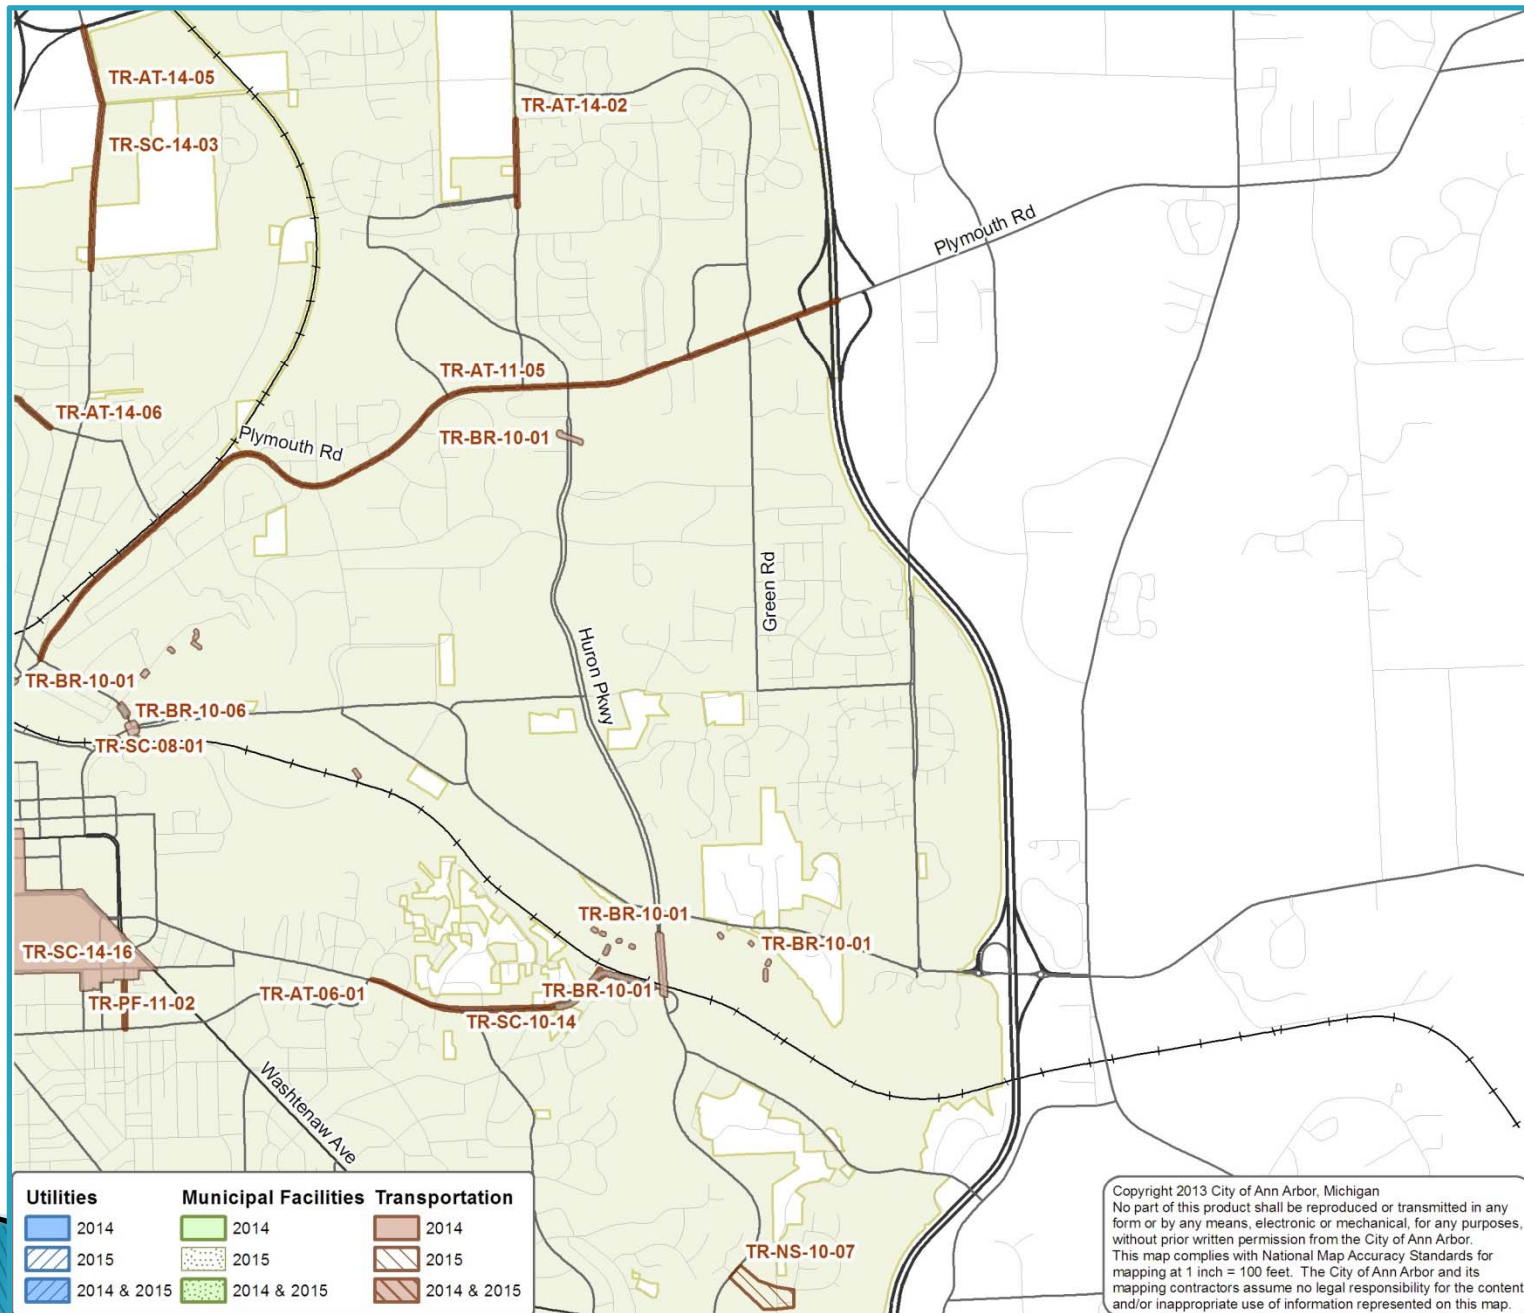 TR-AT-14-05
TR-AT-14-02
TR-SC-14-03
Plymouth Rd
TR-AT-11-05
TR-AT-14-06
Plymouth Rd
TR-BR-10-01
Green Rd
Huron Pkwy
TR-BR-10-01
TR-BR-10-06
TR-SC-08-01
TR-BR-10-01
TR-BR-10-01
TR-SC-14-16
TR-AT-06-01
TR-BR-10-01
TR-PF-11-02
TR-SC-10-14
Washtenaw Ave
TR-NS-10-07
Utilities
2014
2015
2014 & 2015
Municipal Facilities
2014
2015
2014 & 2015
Transportation
2014
2015
2014 & 2015
Copyright 2013 City of Ann Arbor, Michigan
No part of this product shall be reproduced or transmitted in any
form or by any means, electronic or mechanical, for any purposes,
without prior written permission from the City of Ann Arbor.
This map complies with National Map Accuracy Standards for
mapping at 1 inch = 100 feet. The City of Ann Arbor and its
mapping contractors assume no legal responsibility for the content
and/or inappropriate use of information represented on this map.